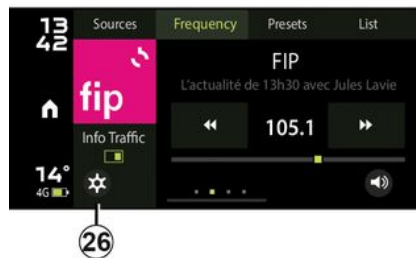 13
42
Sources
Frequency
Presets
List
fip
FIP
L'actualité de 13h30 avec Jules Lavie
105.1
Info Traffic
14°
4G
26